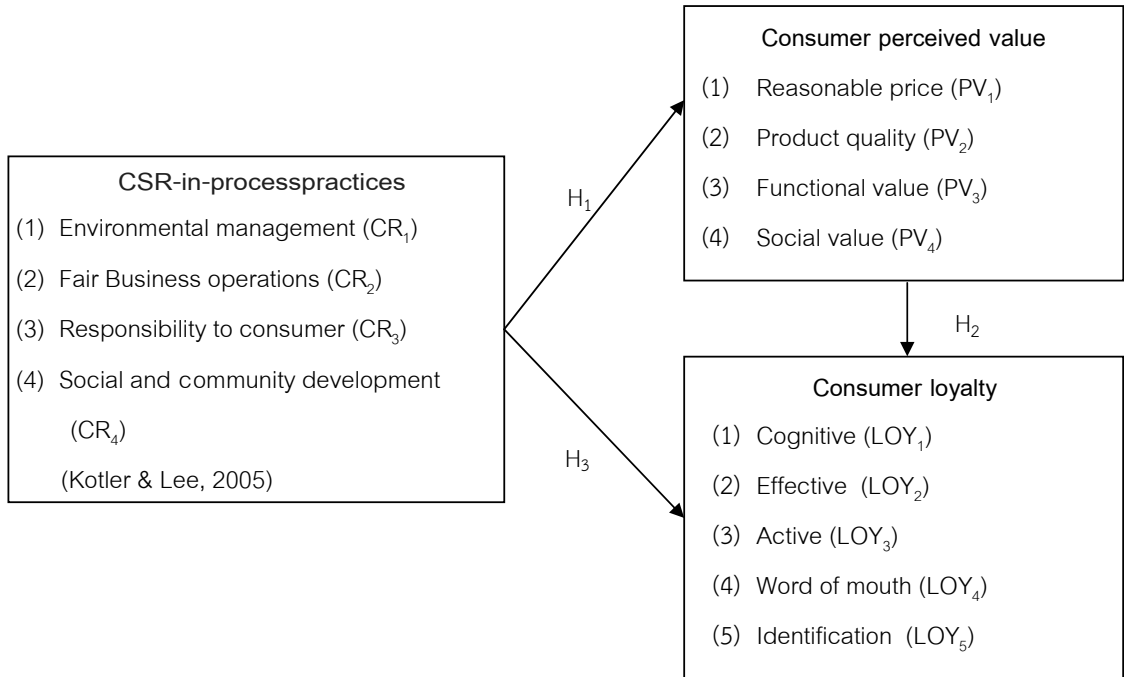 Consumer perceived value
(1) Reasonable price (PV₁)
(2) Product quality (PV₂)
(3) Functional value (PV₃)
(4) Social value (PV₄)
CSR-in-processpractices
(1) Environmental management (CR₁)
(2) Fair Business operations (CR₂)
(3) Responsibility to consumer (CR₃)
(4) Social and community development
(CR₄)
(Kotler & Lee, 2005)
H₁
H₂
H₃
Consumer loyalty
(1) Cognitive (LOY₁)
(2) Effective (LOY₂)
(3) Active (LOY₃)
(4) Word of mouth (LOY₄)
(5) Identification (LOY₅)